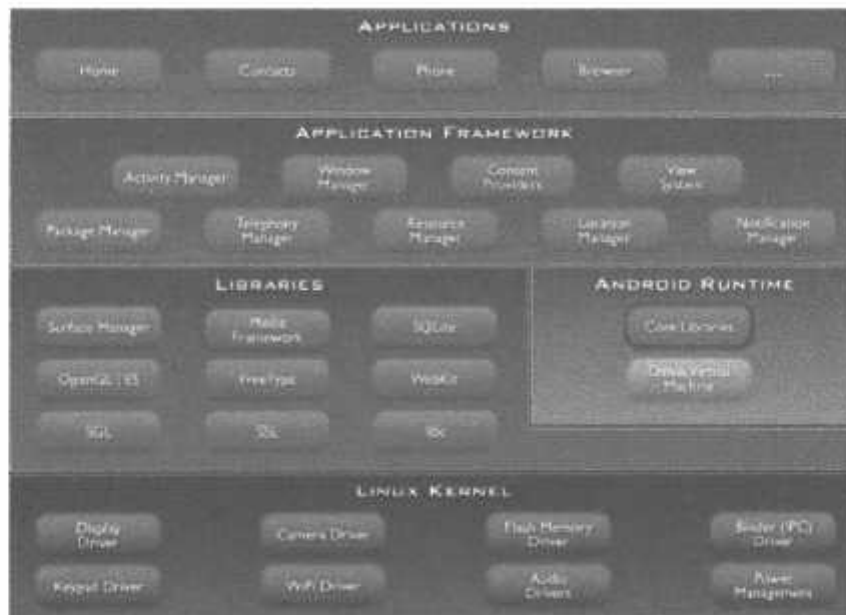 APPLICATIONS
Home
Contacts
Phone
Browser
...
APPLICATION FRAMEWORK
Activity Manager
Window
Manager
Content
Providers
View
System
Package Manager
Telephony
Manager
Resource
Manager
Location
Manager
Notification
Manager
LIBRARIES
Surface Manager
Media
Framework
SQLite
OpenGL | ES
FreeType
WebKit
SGL
SSL
ANDROID RUNTIME
Core Libraries
Dalvik Virtual
Machine
LINUX KERNEL
Display
Driver
Camera Driver
Flash Memory
Driver
Binder (IPC)
Driver
Keypad Driver
WiFi Driver
Audio
Drivers
Power
Management